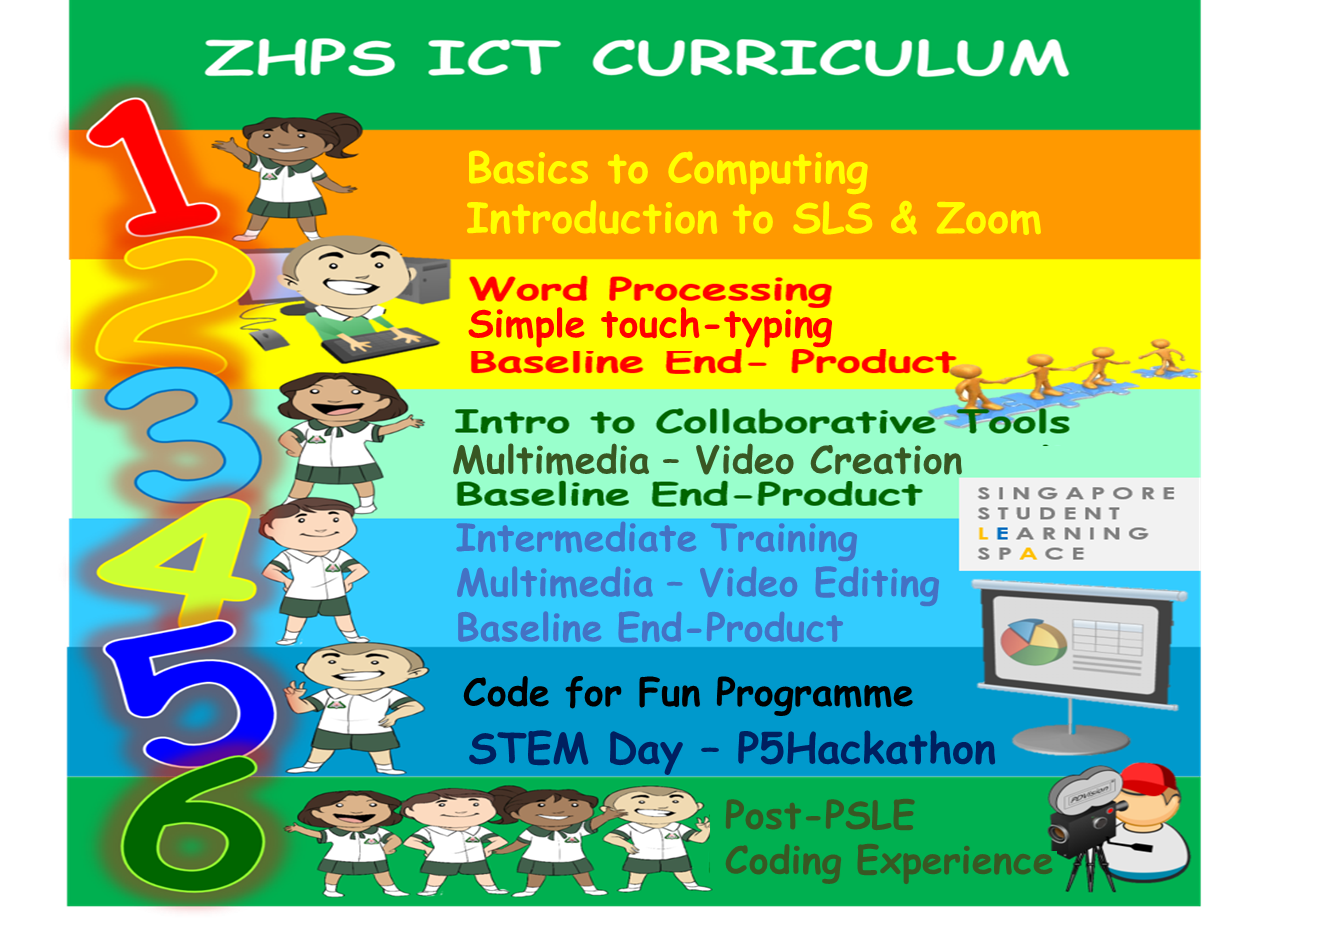 ZHPS ICT CURRICULUM
1
Basics to Computing
Introduction to SLS & Zoom
2
Word Processing
Simple touch-typing
Baseline End- Product
3
Intro to Collaborative Tools
Multimedia – Video Creation
Baseline End-Product
SINGAPORE
STUDENT
LEARNING
SPACE
4
Intermediate Training
Multimedia – Video Editing
Baseline End-Product
5
Code for Fun Programme
STEM Day – P5Hackathon
6
Post-PSLE
Coding Experience
PDVision